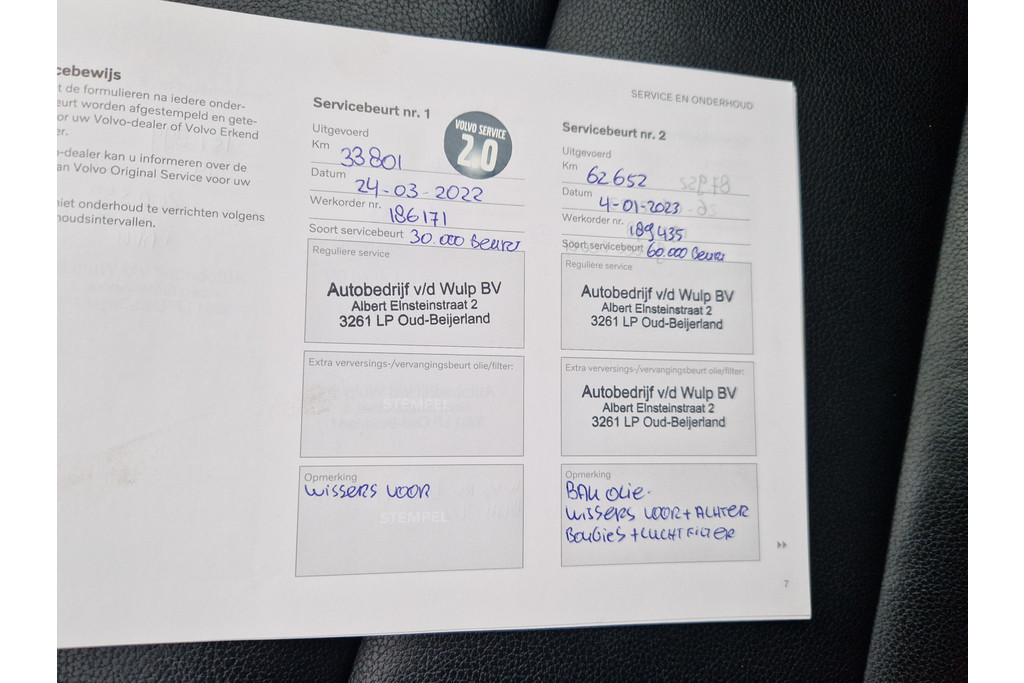 cebewijs
t de formulieren na iedere onder-
eurt worden afgestempeld en gete-
or uw Volvo-dealer of Volvo Erkend
er.
-dealer kan u informeren over de
an Volvo Original Service voor uw
niet onderhoud te verrichten volgens
houdsintervallen.
Servicebeurt nr. 1
VOLVO SERVICE
2.0
Uitgevoerd
Km 33801
Datum 24-03-2022
Werkorder nr. 186171
Soort servicebeurt 30.000 Beurt
Reguliere service
Autobedrijf v/d Wulp BV
Albert EInsteinstraat 2
3261 LP Oud-Beijerland
Extra verversings-/vervangingsbeurt olie/filter:
STEMPEL
Opmerking
WISSERS VOOR
STEMPEL
SERVICE EN ONDERHOUD
Servicebeurt nr. 2
Uitgevoerd
Km 62652
Datum 4-01-2023
Werkorder nr. 189435
Soort servicebeurt 60.000 Beurt
Reguliere service
Autobedrijf v/d Wulp BV
Albert EInsteinstraat 2
3261 LP Oud-Beijerland
Extra verversings-/vervangingsbeurt olie/filter:
Autobedrijf v/d Wulp BV
Albert EInsteinstraat 2
3261 LP Oud-Beijerland
Opmerking
BAK OLIE.
WISSERS VOOR + ACHTER
BOUGIES + LUCHTFILTER
7